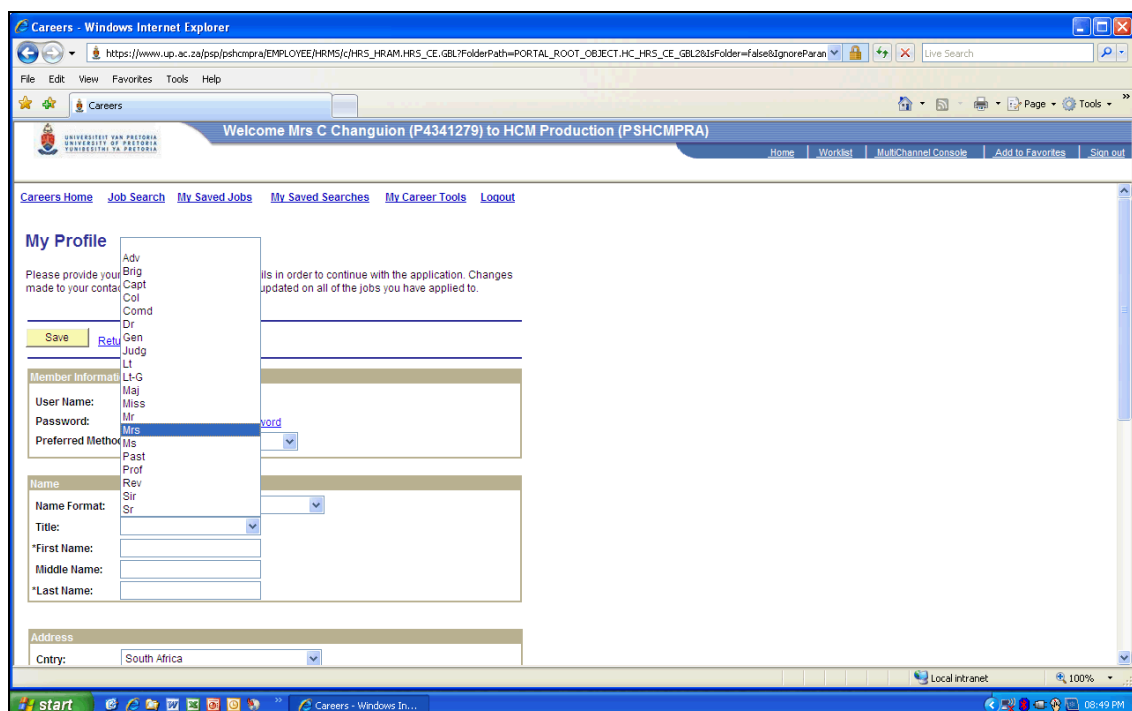 Careers - Windows Internet Explorer
https://www.up.ac.za/psp/pshcmpra/EMPLOYEE/HRMS/c/HRS_HRAM.HRS_CE.GBL?FolderPath=PORTAL_ROOT_OBJECT.HC_HRS_CE_GBL2&IsFolder=false&IgnoreParan
Live Search
File Edit View Favorites Tools Help
Careers
Page Tools
UNIVERSITEIT VAN PRETORIA
UNIVERSITY OF PRETORIA
YUNIBESITHI YA PRETORIA
Welcome Mrs C Changuion (P4341279) to HCM Production (PSHCMPRA)
Home Worklist MultiChannel Console Add to Favorites Sign out
Careers Home Job Search My Saved Jobs My Saved Searches My Career Tools Logout
My Profile
Please provide your ils in order to continue with the application. Changes
made to your contac updated on all of the jobs you have applied to.
Adv
Brig
Capt
Col
Comd
Dr
Gen
Judg
Lt
Lt-G
Maj
Miss
Mr
Mrs
Ms
Past
Prof
Rev
Sir
Sr
Save Retu
Member Informati
User Name:
Password: word
Preferred Method
Name
Name Format:
Title:
*First Name:
Middle Name:
*Last Name:
Address
Cntry: South Africa
Local intranet 100%
start Careers - Windows In... 08:49 PM